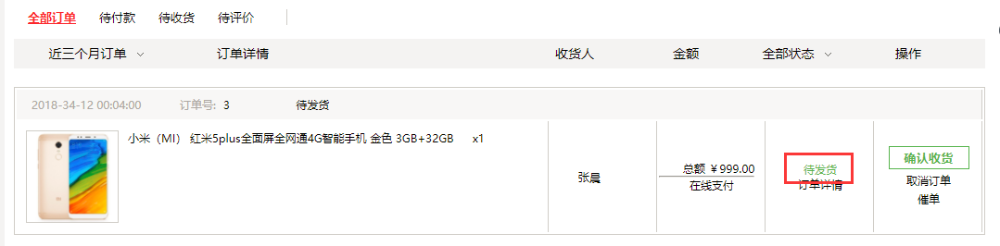 全部订单 待付款 待收货 待评价
近三个月订单 订单详情 收货人 金额 全部状态 操作
2018-34-12 00:04:00 订单号: 3 待发货
小米（MI） 红米5plus全面屏全网通4G智能手机 金色 3GB+32GB x1
张晨
总额 ￥999.00
在线支付
待发货
订单详情
确认收货
取消订单
催单